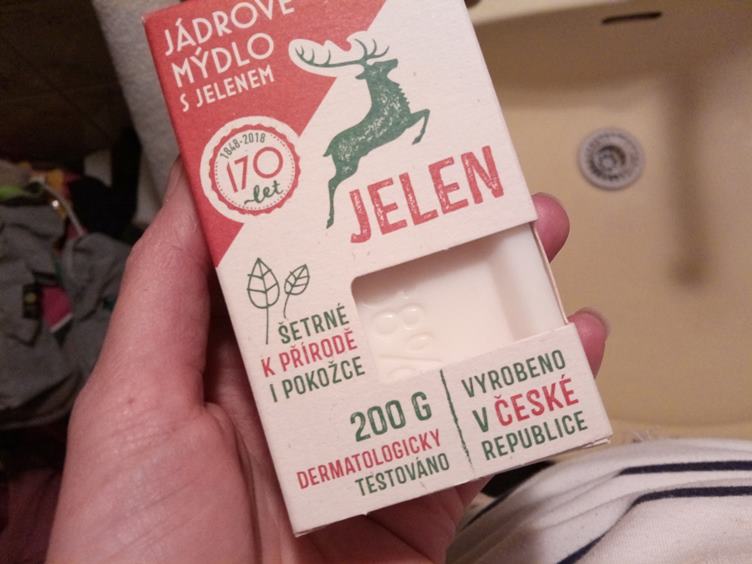 JÁDROVÉ
MÝDLO
S JELENEM
1848-2018
170
let
JELEN
ŠETRNÉ
K PŘÍRODĚ
I POKOŽCE
200 G
DERMATOLOGICKY
TESTOVÁNO
VYROBENO
V ČESKÉ
REPUBLICE